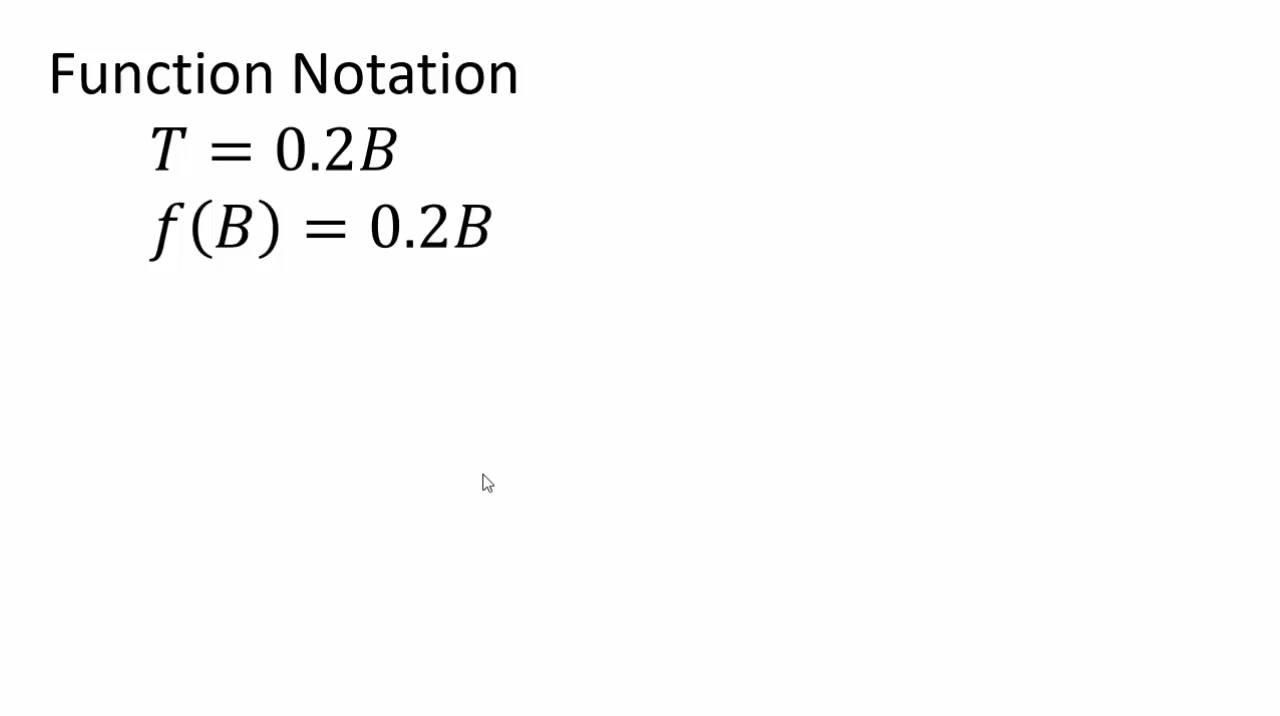 Function Notation
T = 0.2B
f(B) = 0.2B